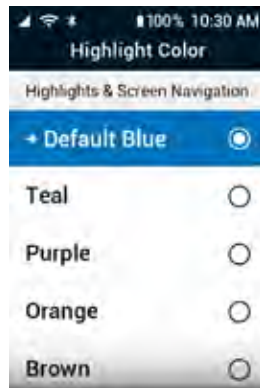 100% 10:30 AM
Highlight Color
Highlights & Screen Navigation
Default Blue
Teal
Purple
Orange
Brown